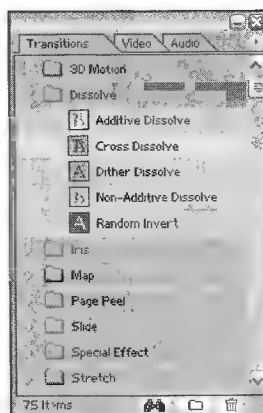 Transitions Video Audio
3D Motion
Dissolve
Additive Dissolve
Cross Dissolve
Dither Dissolve
Non-Additive Dissolve
Random Invert
Iris
Map
Page Peel
Slide
Special Effect
Stretch
75 Items